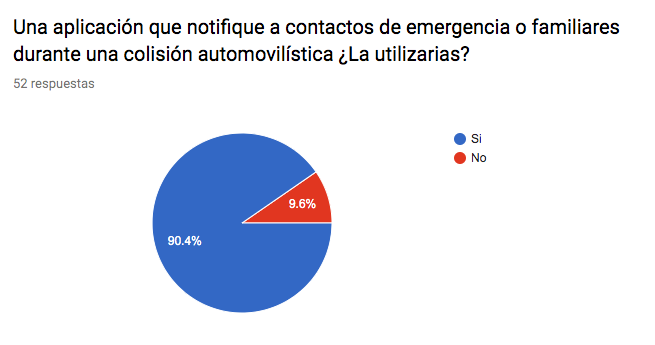 Una aplicación que notifique a contactos de emergencia o familiares
durante una colisión automovilística ¿La utilizarias?
52 respuestas
Si
No
9.6%
90.4%